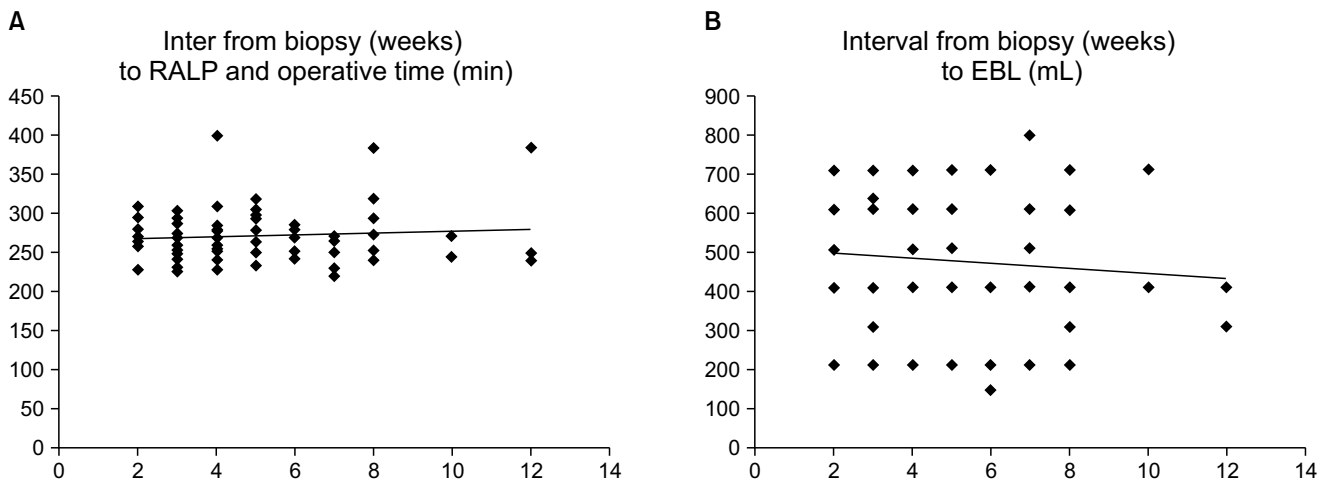 A
Inter from biopsy (weeks)
to RALP and operative time (min)
450
400
350
300
250
200
150
100
50
0
0 2 4 6 8 10 12 14
B
Interval from biopsy (weeks)
to EBL (mL)
900
800
700
600
500
400
300
200
100
0
0 2 4 6 8 10 12 14